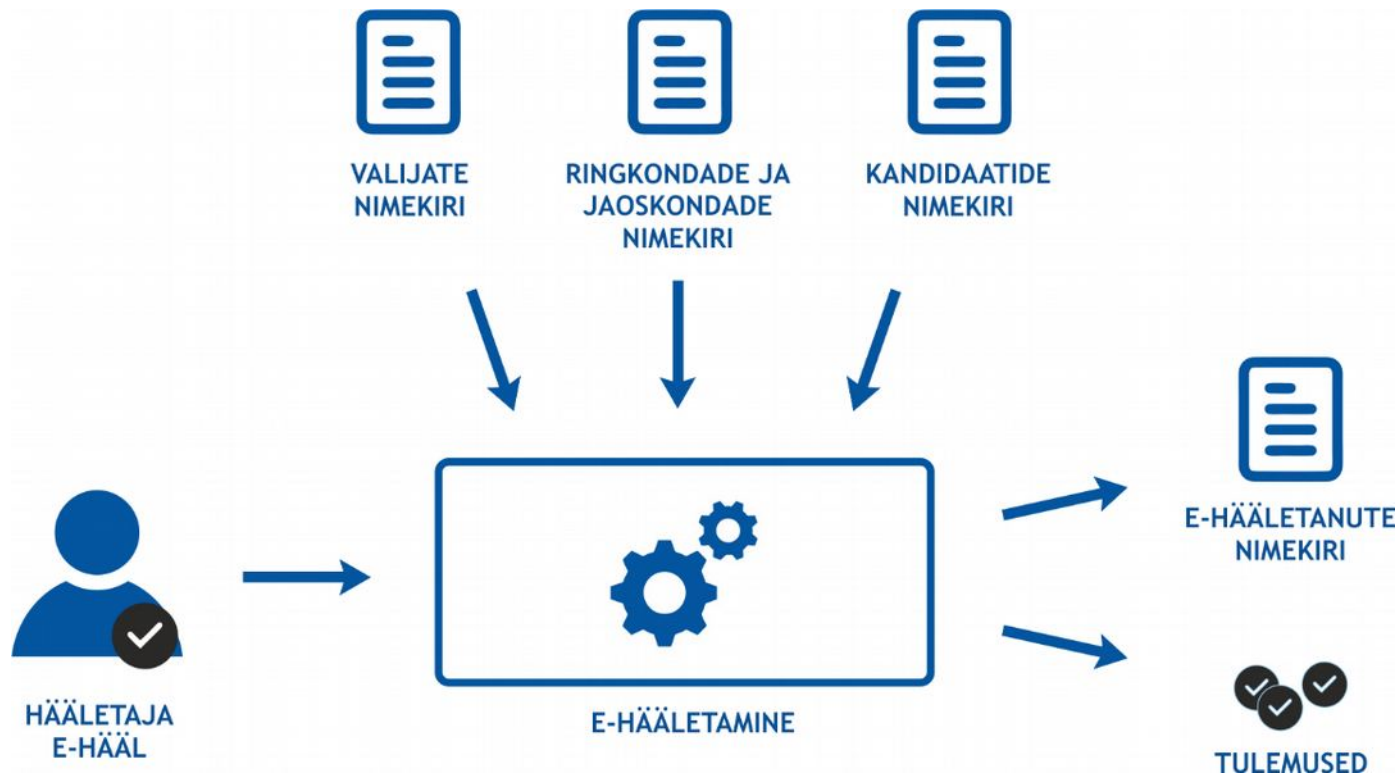 VALIJATE
NIMEKIRI
RINGKONDADE JA
JAOSKONDADE
NIMEKIRI
KANDIDAATIDE
NIMEKIRI
E-HÄÄLETANUTE
NIMEKIRI
HÄÄLETAJA
E-HÄÄL
E-HÄÄLETAMINE
TULEMUSED